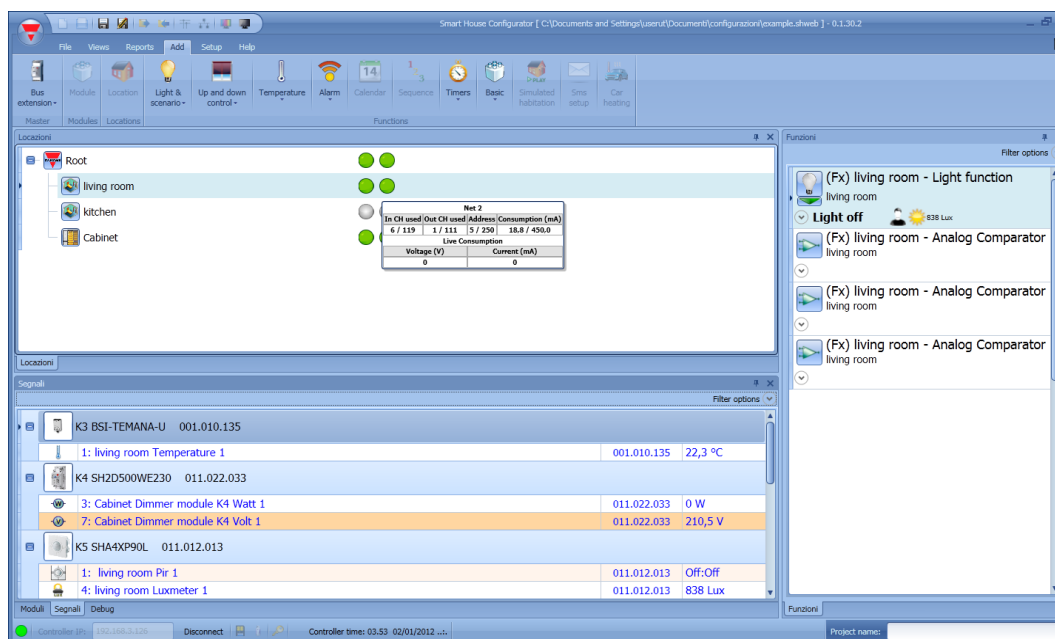 Smart House Configurator [ C:\Documents and Settings\userut\Documenti\configurazioni\example.shweb ] - 0.1.30.2
File Views Reports Add Setup Help
Bus extension
Module
Location
Light & scenario
Up and down control
Temperature
Alarm
14
Calendar
Sequence
Timers
Basic
Simulated habitation
Sms setup
Car heating
Master Modules Locations Functions
Locazioni
Root
living room
kitchen
Cabinet
Net 2
In CH used Out CH used Address Consumption (mA)
6 / 119 1 / 111 5 / 250 18.8 / 450.0
Live Consumption
Voltage (V) Current (mA)
0 0
Locazioni
Segnali
Filter options
K3 BSI-TEMANA-U 001.010.135
1: living room Temperature 1 001.010.135 22,3 ºC
K4 SH2D500WE230 011.022.033
3: Cabinet Dimmer module K4 Watt 1 011.022.033 0 W
7: Cabinet Dimmer module K4 Volt 1 011.022.033 210,5 V
K5 SHA4XP90L 011.012.013
1: living room Pir 1 011.012.013 Off:Off
4: living room Luxmeter 1 011.012.013 838 Lux
Moduli Segnali Debug
Funzioni
Filter options
(Fx) living room - Light function
living room
Light off 838 Lux
(Fx) living room - Analog Comparator
living room
(Fx) living room - Analog Comparator
living room
(Fx) living room - Analog Comparator
living room
Funzioni
Controller IP: 192.168.3.126 Disconnect Controller time: 03.53 02/01/2012 ..:.
Project name: